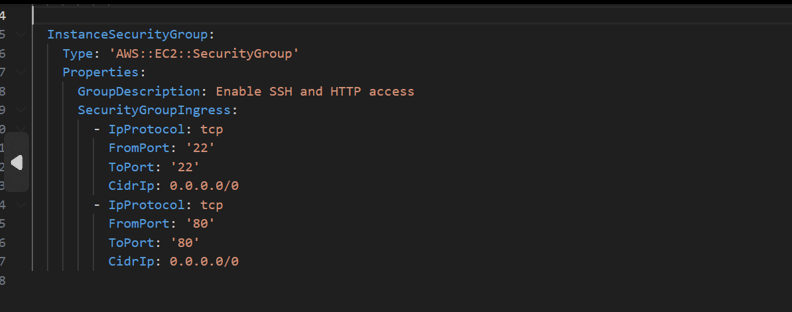 4
5 InstanceSecurityGroup:
6 Type: 'AWS::EC2::SecurityGroup'
7 Properties:
8 GroupDescription: Enable SSH and HTTP access
9 SecurityGroupIngress:
0 - IpProtocol: tcp
1 FromPort: '22'
2 ToPort: '22'
3 CidrIp: 0.0.0.0/0
4 - IpProtocol: tcp
5 FromPort: '80'
6 ToPort: '80'
7 CidrIp: 0.0.0.0/0
8